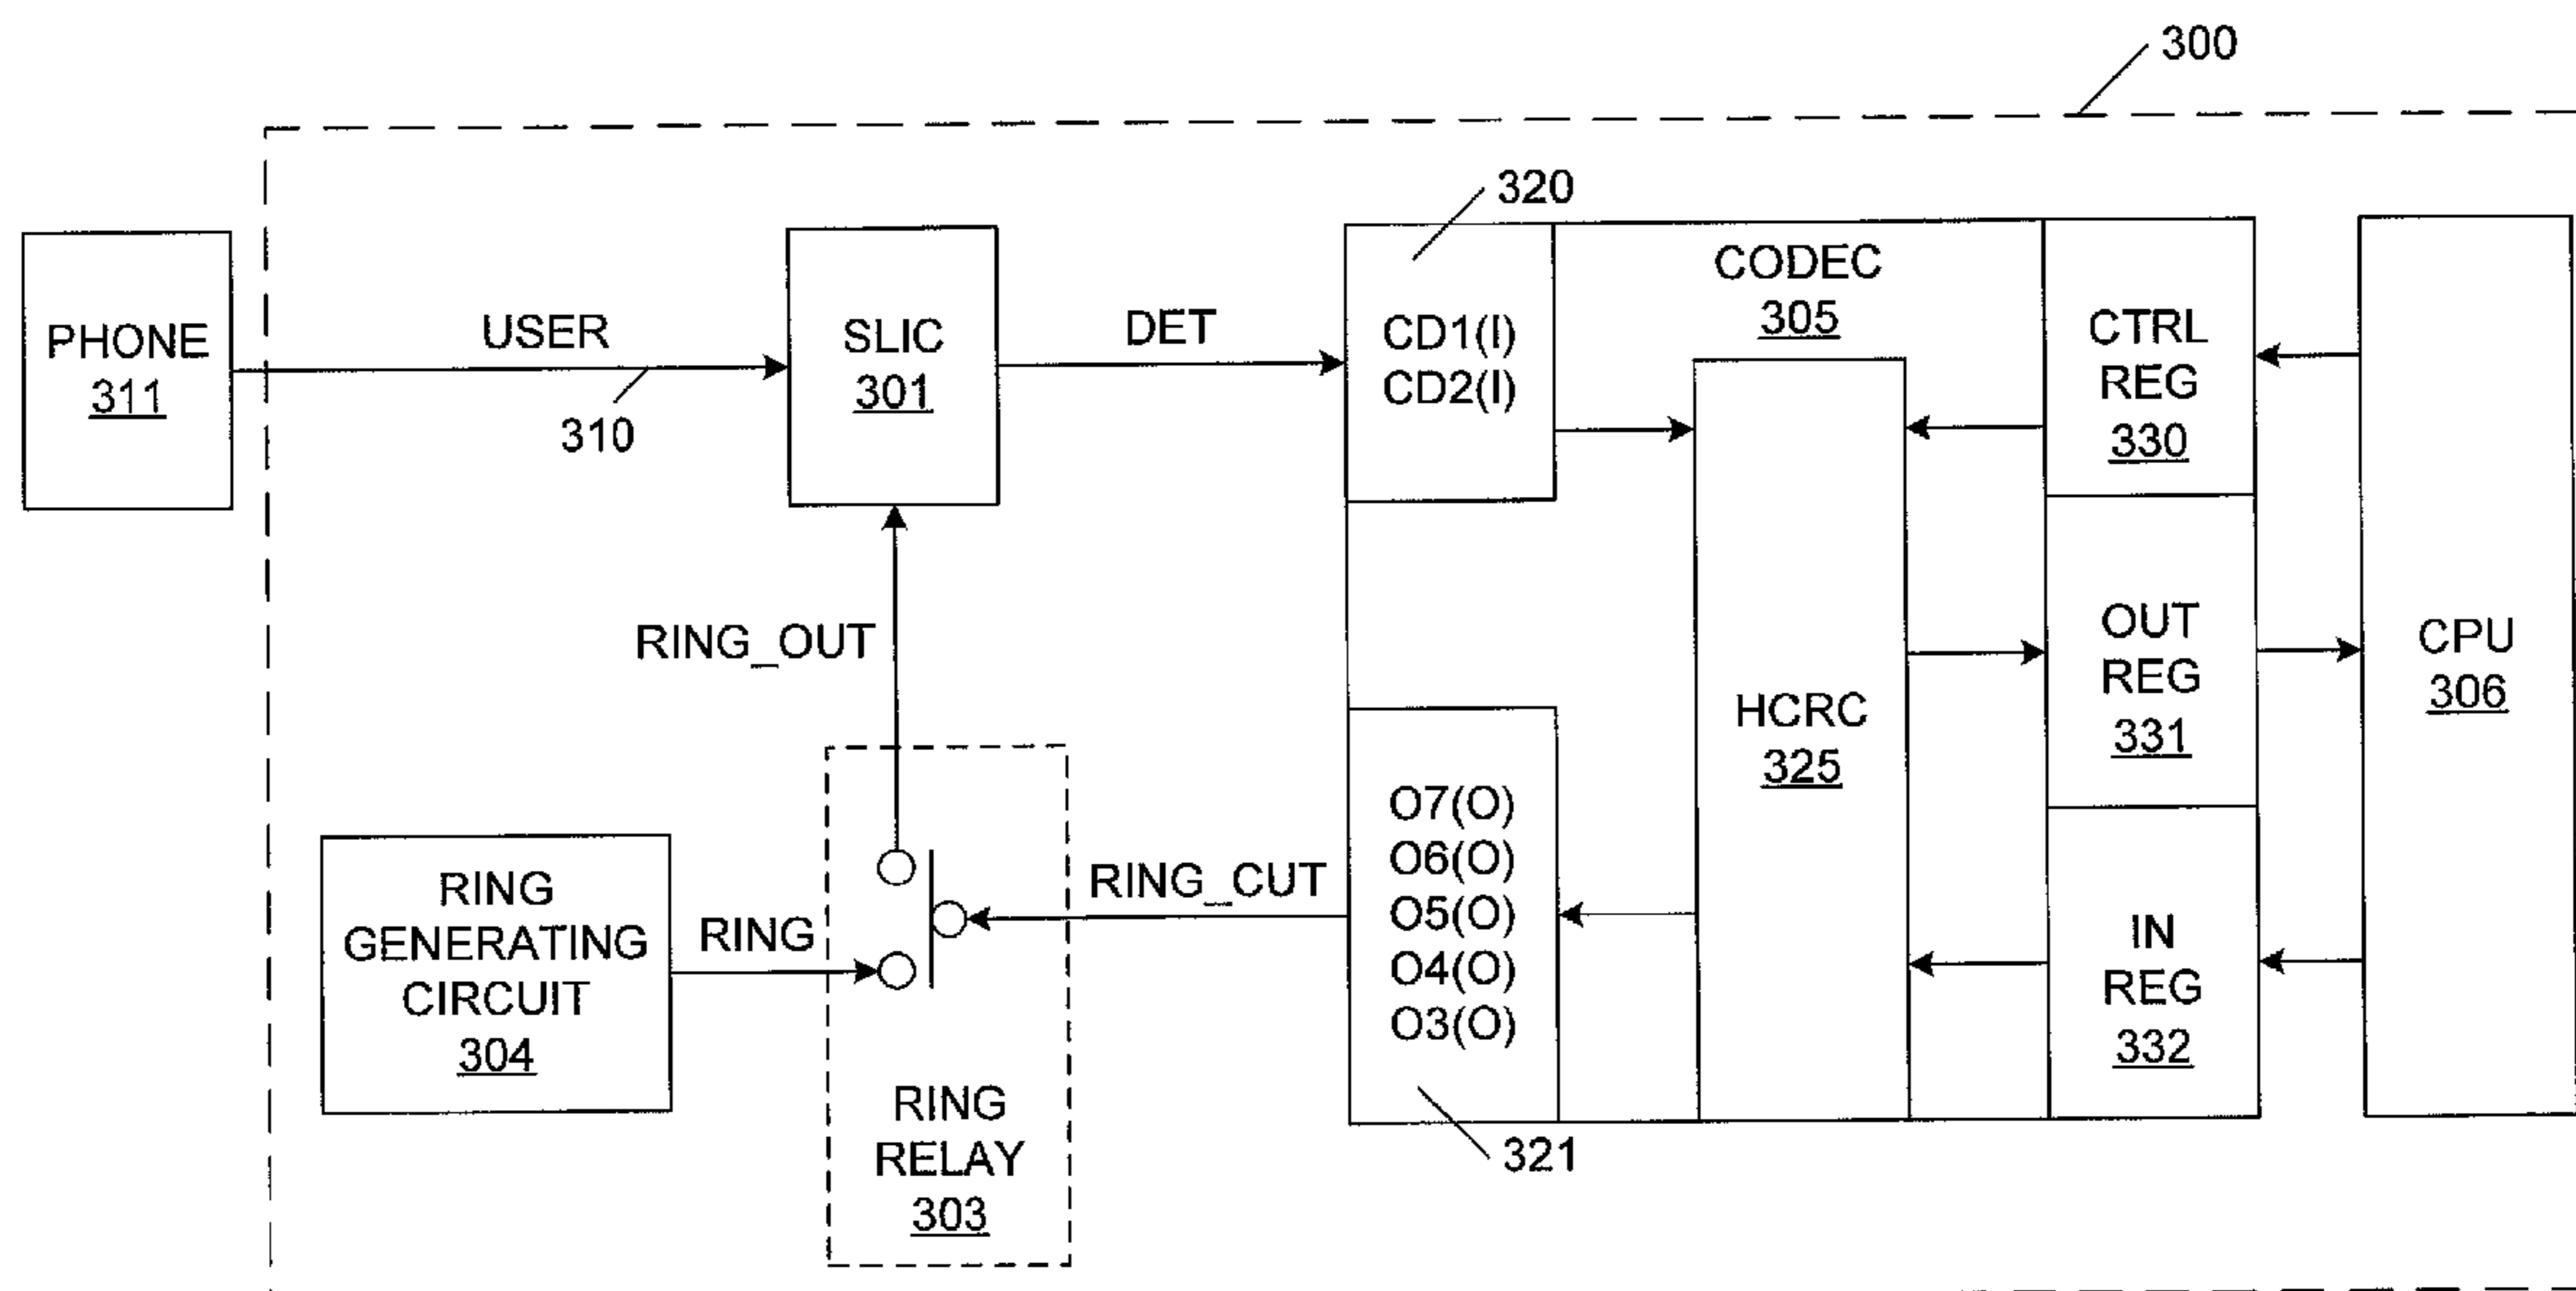 300
320
PHONE
311
USER
310
SLIC
301
DET
CD1(I)
CD2(I)
CODEC
305
CTRL
REG
330
RING_OUT
HCRC
325
OUT
REG
331
CPU
306
RING
GENERATING
CIRCUIT
304
RING
RING
RELAY
303
RING_CUT
O7(O)
O6(O)
O5(O)
O4(O)
O3(O)
321
IN
REG
332